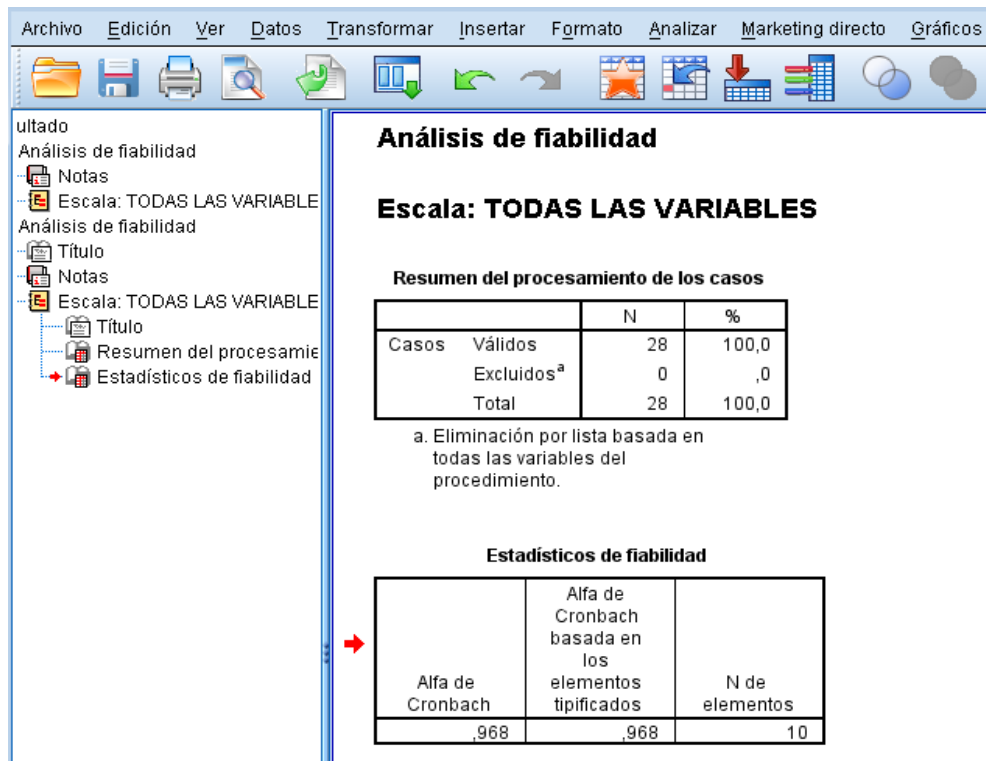 Archivo Edición Ver Datos Transformar Insertar Formato Analizar Marketing directo Gráficos
ultado
Análisis de fiabilidad
Notas
Escala: TODAS LAS VARIABLE
Análisis de fiabilidad
Título
Notas
Escala: TODAS LAS VARIABLE
Título
Resumen del procesamie
Estadísticos de fiabilidad
Análisis de fiabilidad
Escala: TODAS LAS VARIABLES
Resumen del procesamiento de los casos
N %
Casos Válidos 28 100,0
Excluidosa 0 ,0
Total 28 100,0
a. Eliminación por lista basada en
todas las variables del
procedimiento.
Estadísticos de fiabilidad
Alfa de
Cronbach
Alfa de
Cronbach
basada en
los
elementos
tipificados
N de
elementos
,968 ,968 10